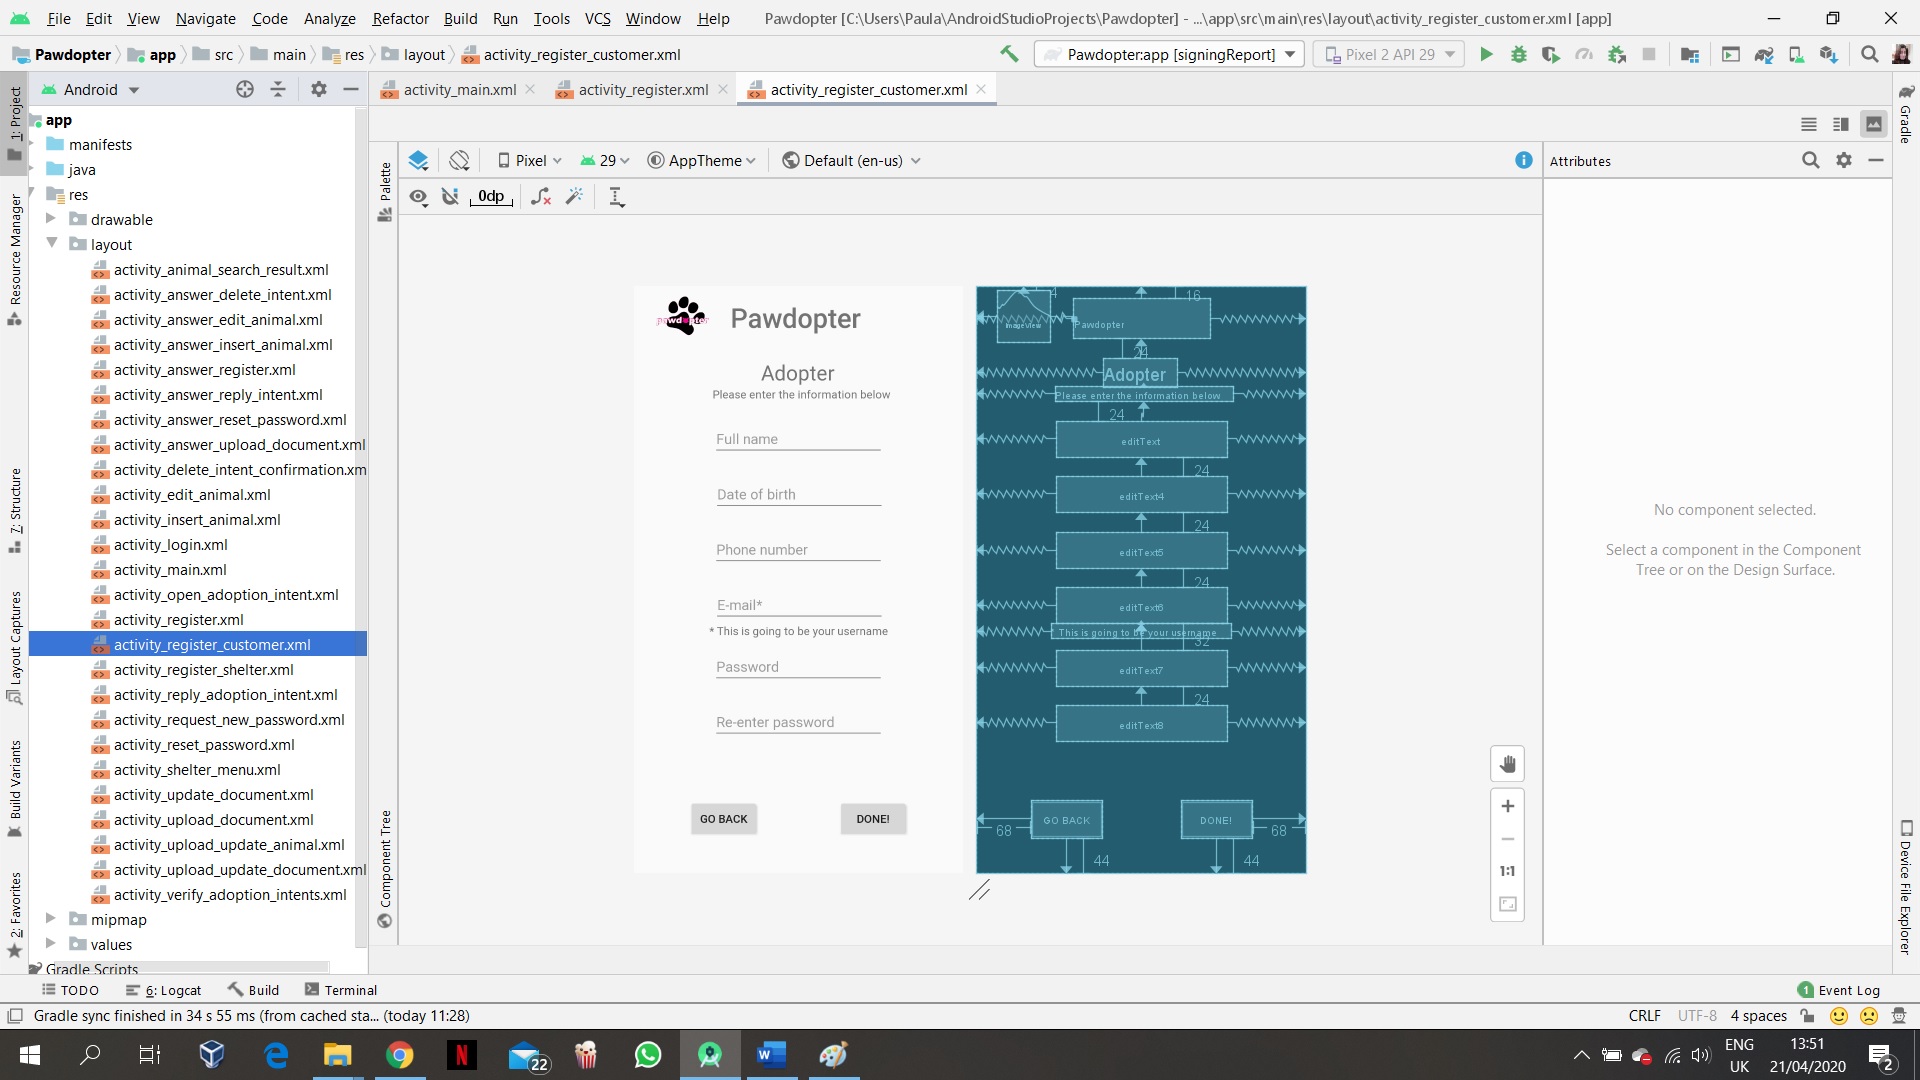 File Edit View Navigate Code Analyze Refactor Build Run Tools VCS Window Help Pawdopter [C:\Users\Paula\AndroidStudioProjects\Pawdopter] - ...\app\src\main\res\layout\activity_register_customer.xml [app]
Pawdopter app src main res layout activity_register_customer.xml Pawdopter:app [signingReport] Pixel 2 API 29
Android activity_main.xml activity_register.xml activity_register_customer.xml
1: Project
Resource Manager
7: Structure
Layout Captures
Build Variants
2: Favorites
app
manifests
java
res
drawable
layout
activity_animal_search_result.xml
activity_answer_delete_intent.xml
activity_answer_edit_animal.xml
activity_answer_insert_animal.xml
activity_answer_register.xml
activity_answer_reply_intent.xml
activity_answer_reset_password.xml
activity_answer_upload_document.xml
activity_delete_intent_confirmation.xm
activity_edit_animal.xml
activity_insert_animal.xml
activity_login.xml
activity_main.xml
activity_open_adoption_intent.xml
activity_register.xml
activity_register_customer.xml
activity_register_shelter.xml
activity_reply_adoption_intent.xml
activity_request_new_password.xml
activity_reset_password.xml
activity_shelter_menu.xml
activity_update_document.xml
activity_upload_document.xml
activity_upload_update_animal.xml
activity_upload_update_document.xml
activity_verify_adoption_intents.xml
mipmap
values
Gradle Scripts
Palette
Component Tree
Pixel 29 AppTheme Default (en-us)
0dp
pawdopter
Pawdopter
Adopter
Please enter the information below
Full name
Date of birth
Phone number
E-mail*
* This is going to be your username
Password
Re-enter password
GO BACK DONE!
16
ImageView Pawdopter
24
Adopter
Please enter the information below
24
editText
24
editText4
24
editText5
24
editText6
This is going to be your username
32
editText7
24
editText8
GO BACK DONE!
68 68
44 44
1:1
Attributes
No component selected.
Select a component in the Component
Tree or on the Design Surface.
Gradle
Device File Explorer
TODO 6: Logcat Build Terminal 1 Event Log
Gradle sync finished in 34 s 55 ms (from cached sta... (today 11:28) CRLF UTF-8 4 spaces
22
ENG
UK
13:51
21/04/2020
2